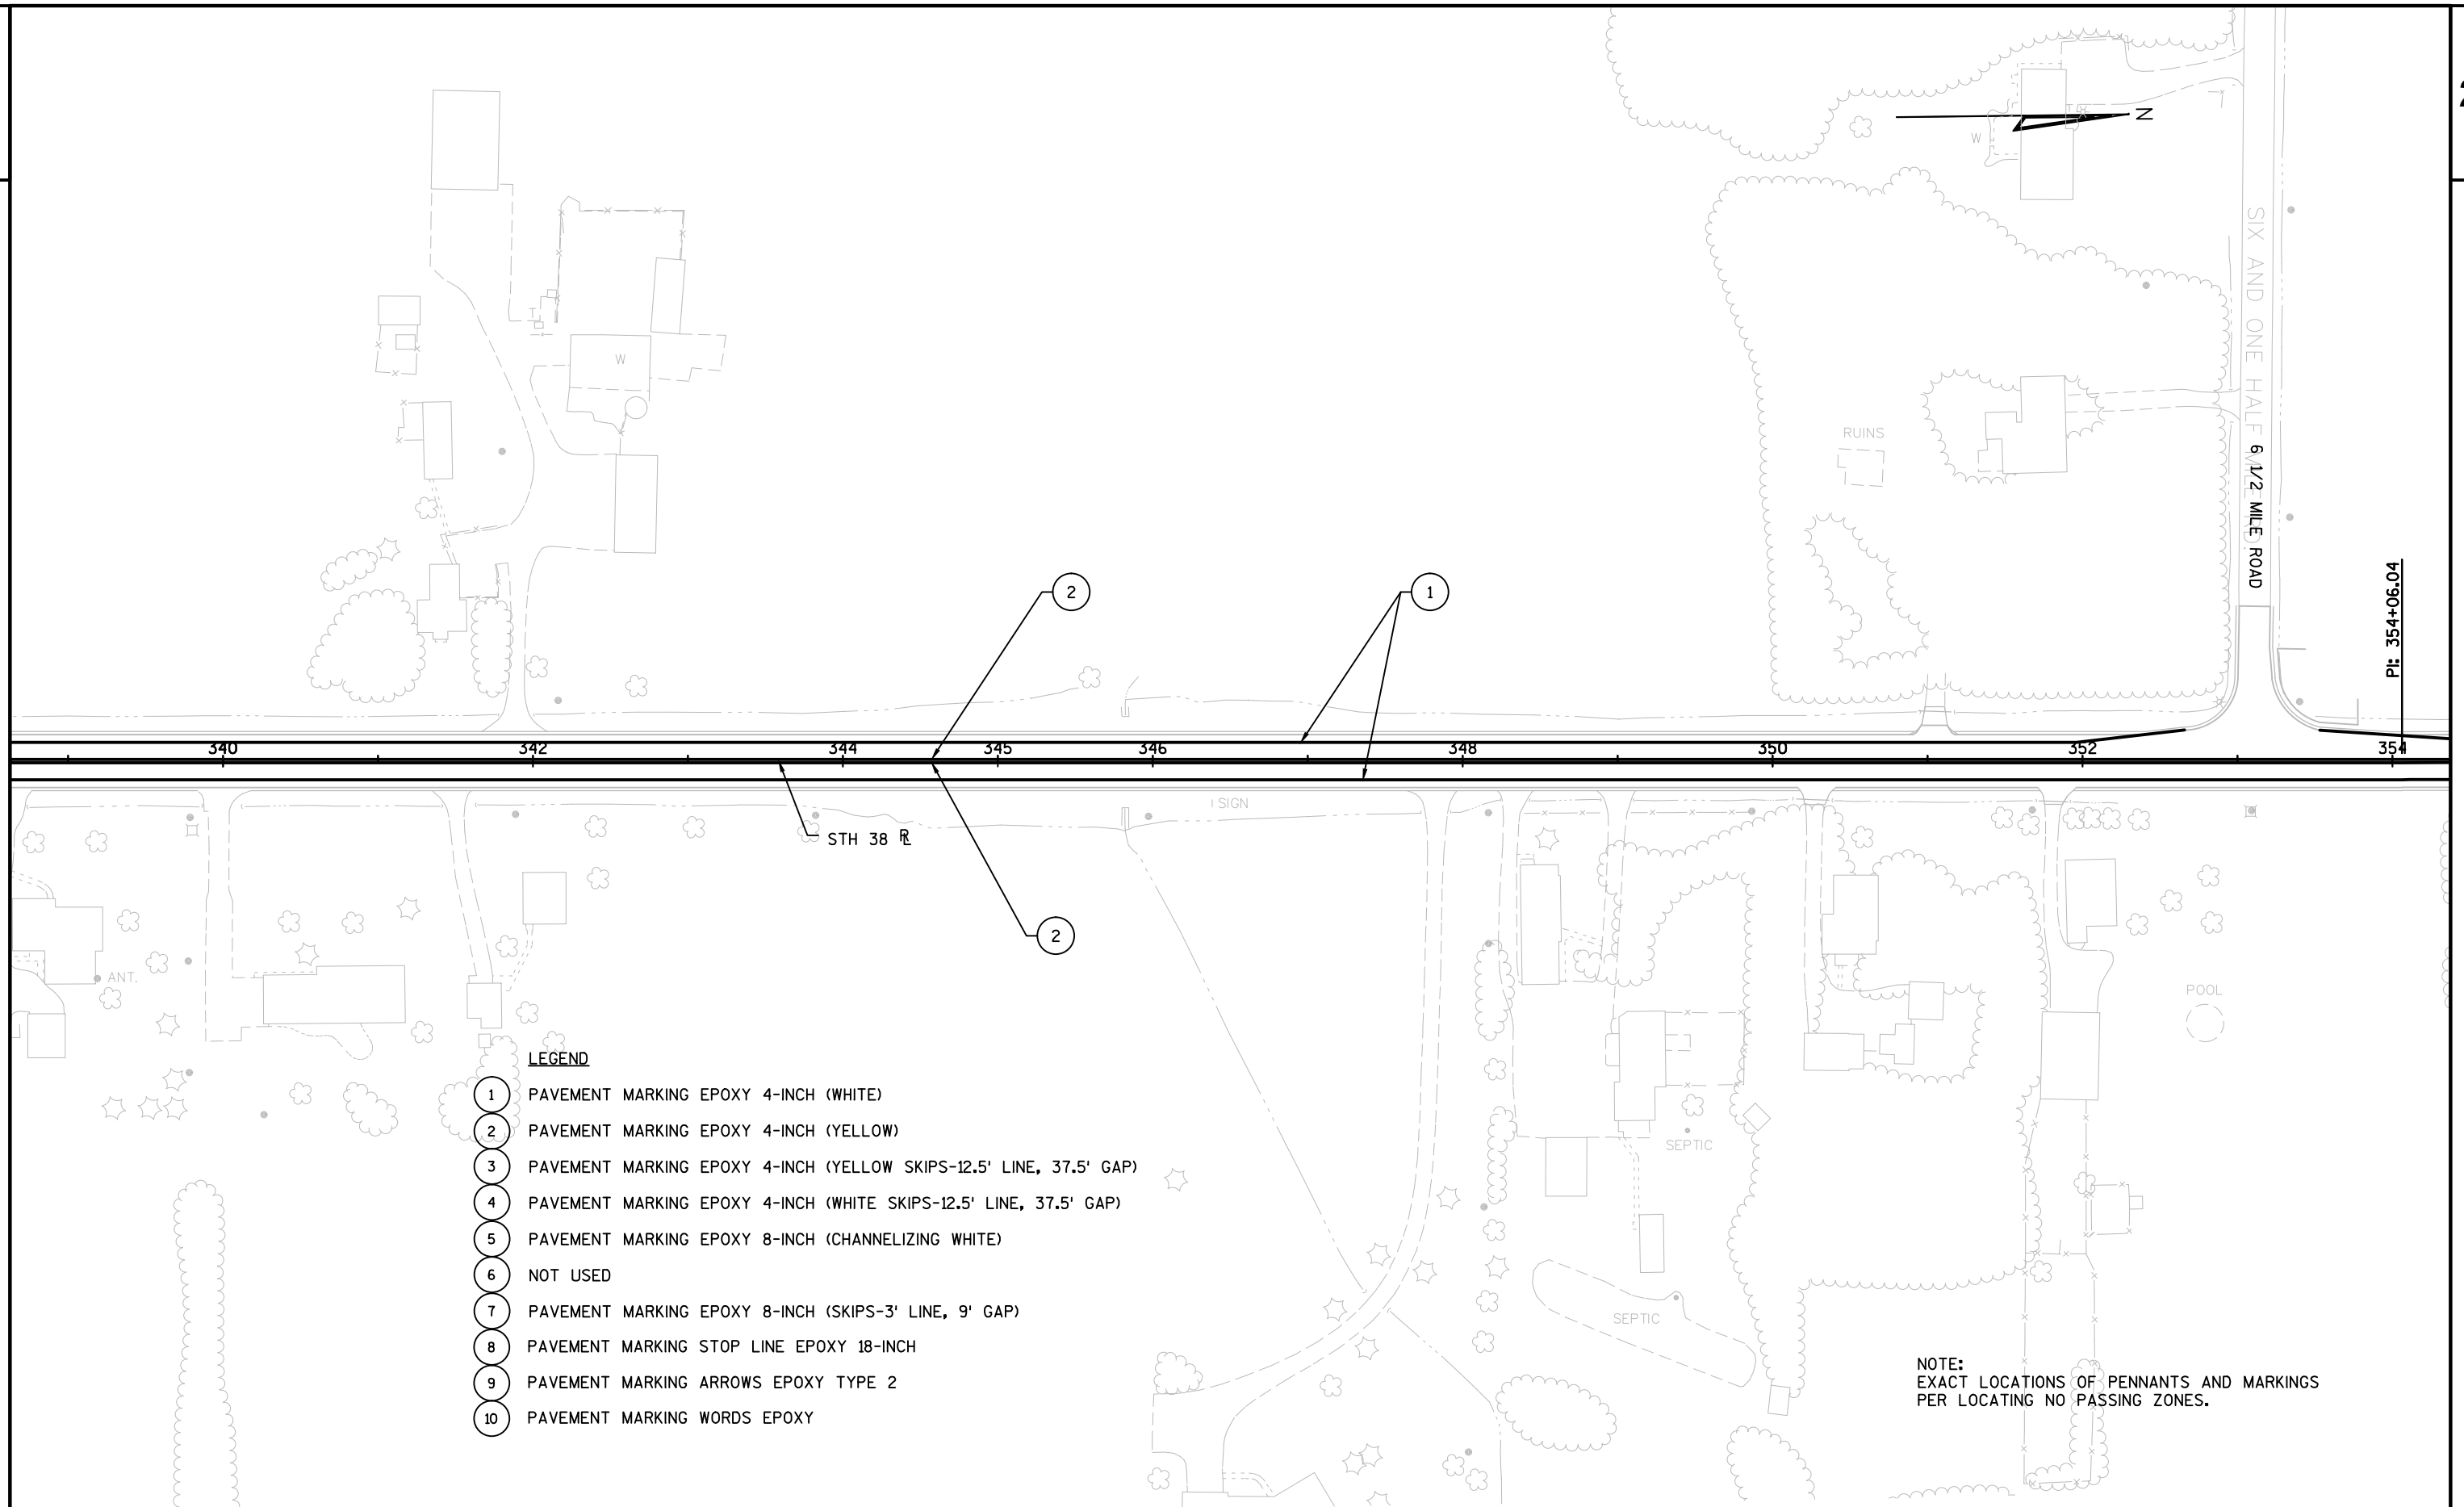 N
W
W
T
T
SIX AND ONE HALF MILE RD.
6 1/2 MILE ROAD
RUINS
PI: 354+06.04
2
1
340
342
344
345
346
348
350
352
354
SIGN
STH 38 R/L
2
ANT.
POOL
SEPTIC
SEPTIC
LEGEND
1 PAVEMENT MARKING EPOXY 4-INCH (WHITE)
2 PAVEMENT MARKING EPOXY 4-INCH (YELLOW)
3 PAVEMENT MARKING EPOXY 4-INCH (YELLOW SKIPS-12.5' LINE, 37.5' GAP)
4 PAVEMENT MARKING EPOXY 4-INCH (WHITE SKIPS-12.5' LINE, 37.5' GAP)
5 PAVEMENT MARKING EPOXY 8-INCH (CHANNELIZING WHITE)
6 NOT USED
7 PAVEMENT MARKING EPOXY 8-INCH (SKIPS-3' LINE, 9' GAP)
8 PAVEMENT MARKING STOP LINE EPOXY 18-INCH
9 PAVEMENT MARKING ARROWS EPOXY TYPE 2
10 PAVEMENT MARKING WORDS EPOXY
NOTE:
EXACT LOCATIONS OF PENNANTS AND MARKINGS
PER LOCATING NO PASSING ZONES.